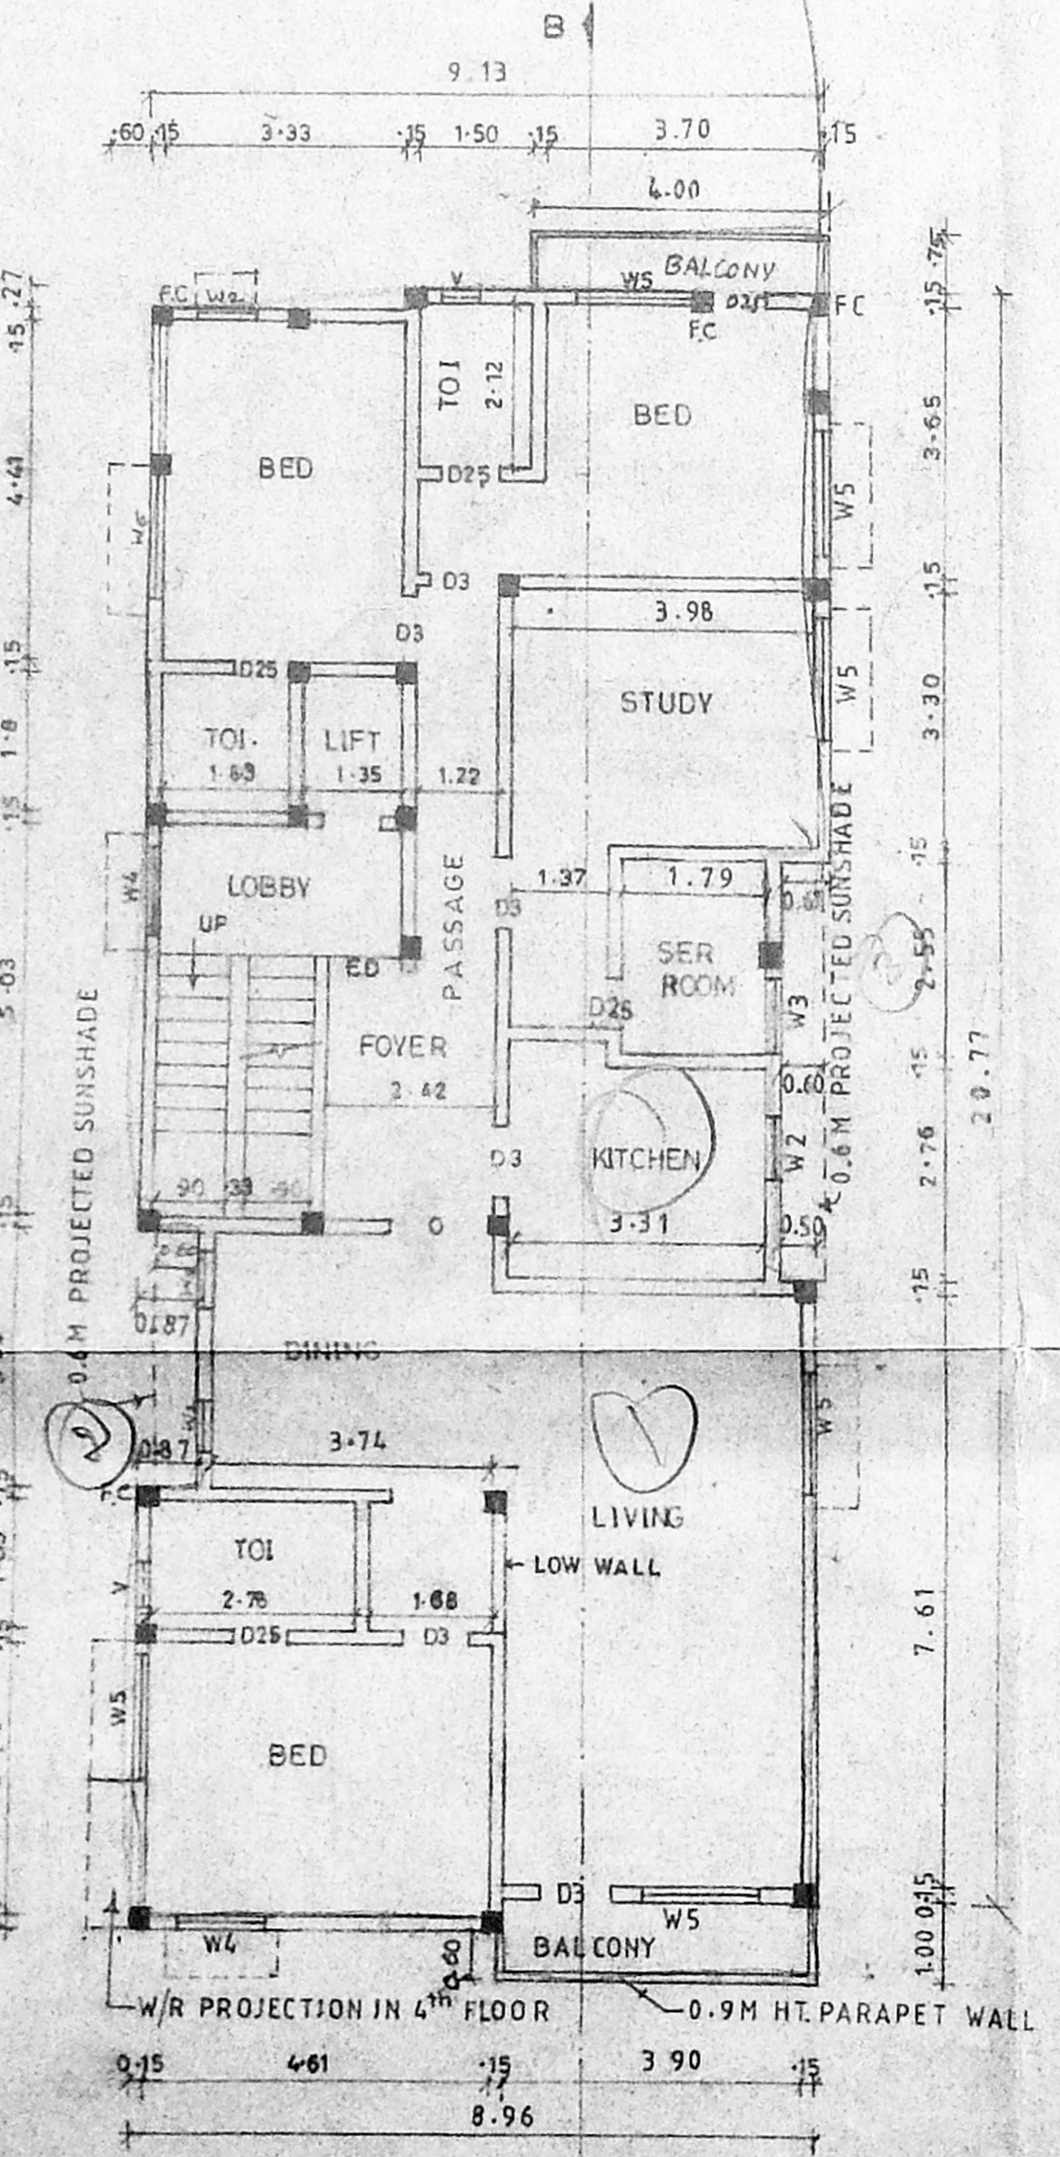 B
9.13
.60 .15 3.33 .15 1.50 .15 3.70 .15
4.00
BALCONY
.75
.27
F.C W2 V W5 D25 F.C
F.C
.15
.15
TOI
2.12
BED
3.65
BED
4.41
D25
W5
W6
D3
.15
3.98
D3
.15
D25
STUDY
W5
3.30
TOI.
LIFT
1.8
1.35
1.22
.15
.15
W4
LOBBY
1.37
1.79
UP
PASSAGE
D3
SER
ROOM
2.55
ED
W3
0.6M PROJECTED SUNSHADE
D25
FOYER
2.42
0.60
.15
20.77
0.6M PROJECTED SUNSHADE
D3
KITCHEN
W2
2.76
.90
O
3.31
0.50
.15
0.87
DINING
W5
2
1
0.87
3.74
LIVING
TOI
LOW WALL
V
2.78
1.68
7.61
D25
D3
W5
BED
D3
.15
W5
W4
0.60
BALCONY
1.00
W/R PROJECTION IN 4th FLOOR
0.9M HT. PARAPET WALL
0.15 4.61 .15 3.90 .15
8.96